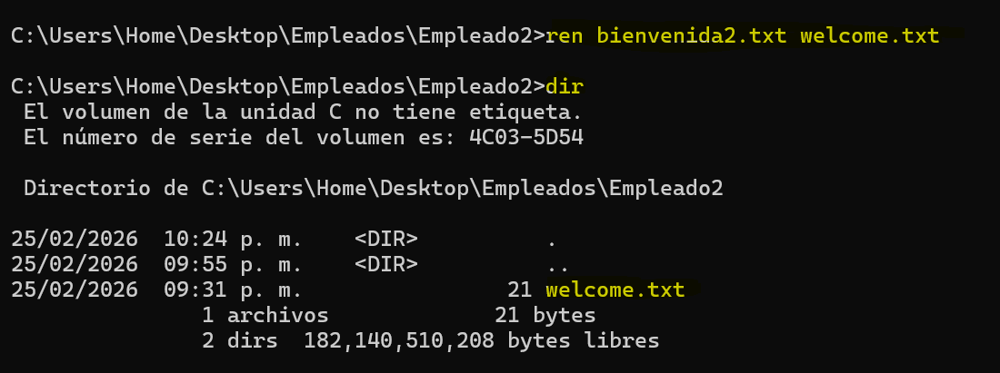 C:\Users\Home\Desktop\Empleados\Empleado2>ren bienvenida2.txt welcome.txt
C:\Users\Home\Desktop\Empleados\Empleado2>dir
El volumen de la unidad C no tiene etiqueta.
El número de serie del volumen es: 4C03-5D54
Directorio de C:\Users\Home\Desktop\Empleados\Empleado2
25/02/2026  10:24 p. m.    <DIR>          .
25/02/2026  09:55 p. m.    <DIR>          ..
25/02/2026  09:31 p. m.                21 welcome.txt
1 archivos             21 bytes
2 dirs  182,140,510,208 bytes libres